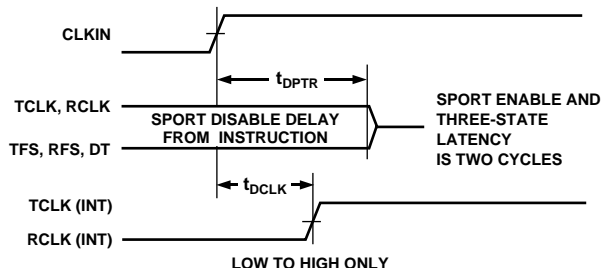 CLKIN
tDPTR
TCLK, RCLK
SPORT DISABLE DELAY
FROM INSTRUCTION
TFS, RFS, DT
SPORT ENABLE AND
THREE-STATE
LATENCY
IS TWO CYCLES
tDCLK
TCLK (INT)
RCLK (INT)
LOW TO HIGH ONLY